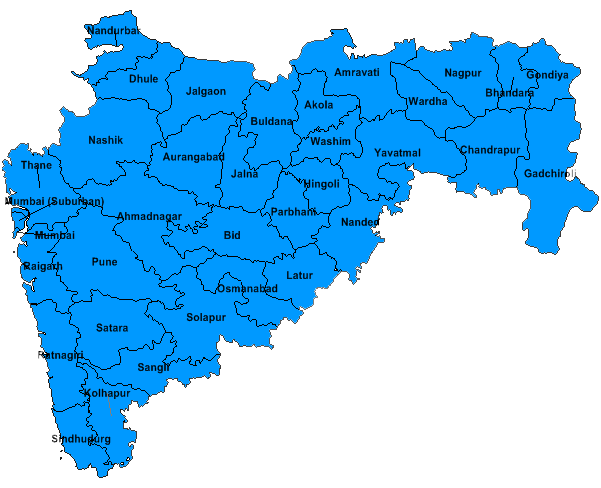 Nandurbar
Dhule
Jalgaon
Amravati
Nagpur
Gondiya
Bhandara
Wardha
Akola
Buldana
Nashik
Washim
Yavatmal
Chandrapur
Aurangabad
Thane
Jalna
Hingoli
Gadchiroli
Mumbai (Suburban)
Ahmadnagar
Parbhani
Nanded
Mumbai
Bid
Raigarh
Pune
Latur
Osmanabad
Solapur
Satara
Ratnagiri
Sangli
Kolhapur
Sindhudurg